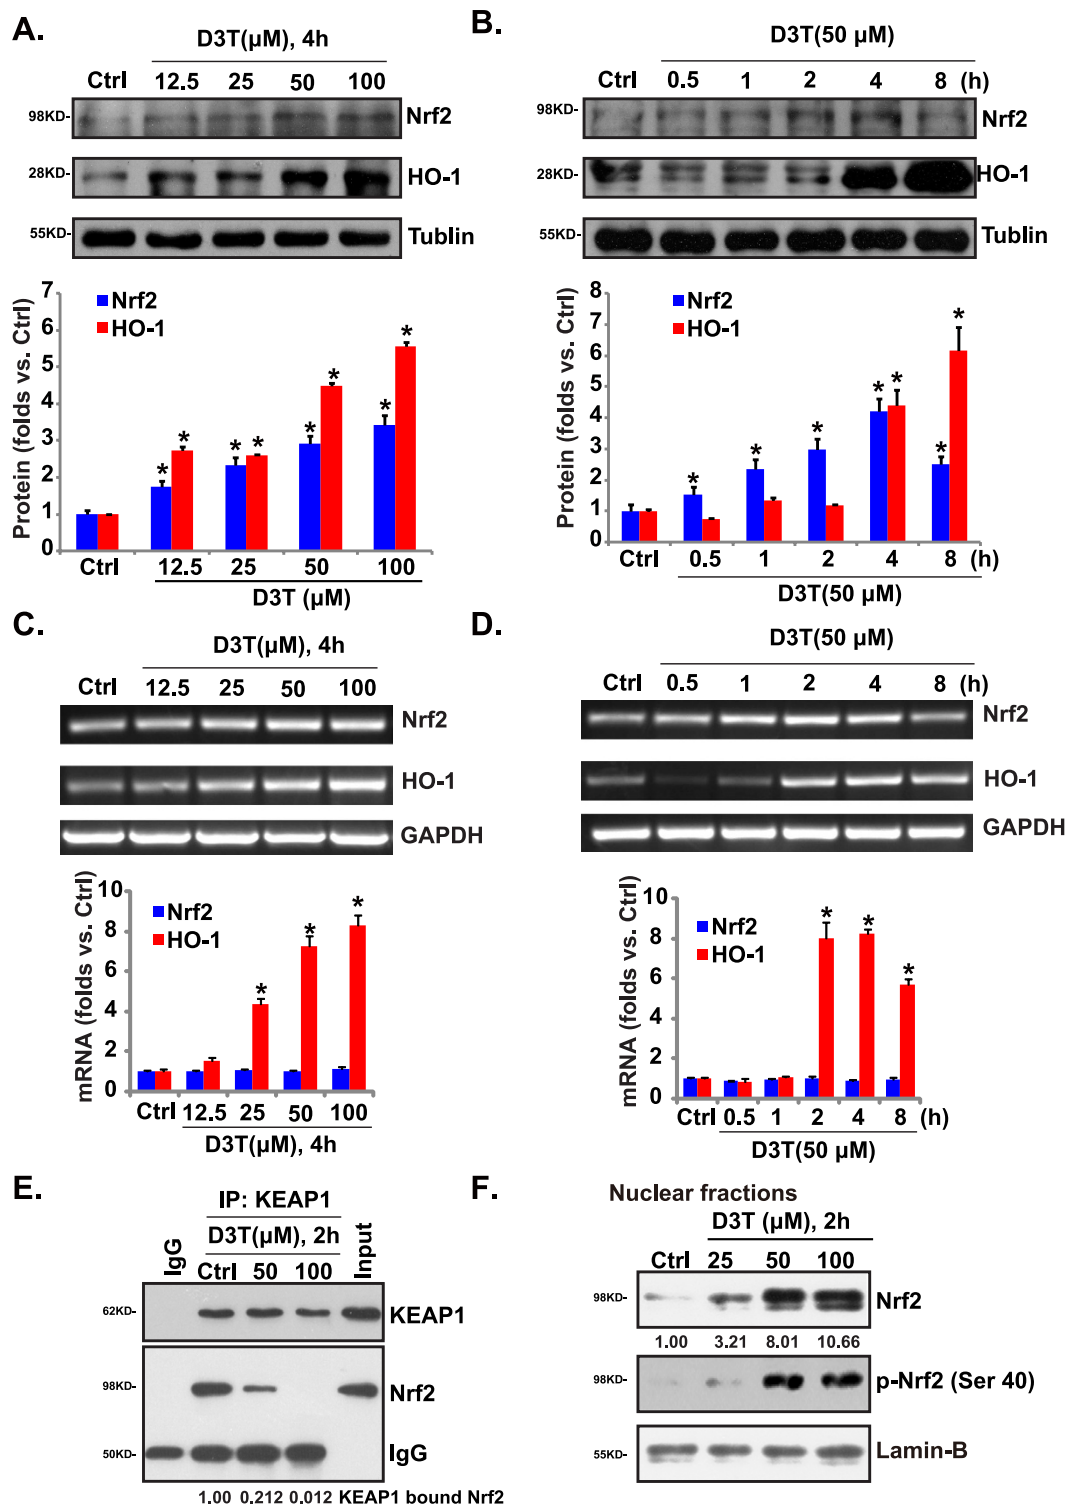 A.
D3T(μM), 4h
Ctrl 12.5 25 50 100
98KD- Nrf2
28KD- HO-1
55KD- Tublin
Protein (folds vs. Ctrl)
7
6
5
4
3
2
1
0
Nrf2
HO-1
* * * * * * * *
Ctrl 12.5 25 50 100
D3T (μM)
B.
D3T(50 μM)
Ctrl 0.5 1 2 4 8 (h)
98KD- Nrf2
28KD- HO-1
55KD- Tublin
Protein (folds vs. Ctrl)
8
7
6
5
4
3
2
1
0
Nrf2
HO-1
* * * * * * *
Ctrl 0.5 1 2 4 8 (h)
D3T(50 μM)
C.
D3T(μM), 4h
Ctrl 12.5 25 50 100
Nrf2
HO-1
GAPDH
mRNA (folds vs. Ctrl)
10
8
6
4
2
0
Nrf2
HO-1
* * *
Ctrl 12.5 25 50 100
D3T(μM), 4h
D.
D3T(50 μM)
Ctrl 0.5 1 2 4 8 (h)
Nrf2
HO-1
GAPDH
mRNA (folds vs. Ctrl)
10
8
6
4
2
0
Nrf2
HO-1
* * *
Ctrl 0.5 1 2 4 8 (h)
D3T(50 μM)
E.
IP: KEAP1
D3T(μM), 2h
IgG Ctrl 50 100 Input
62KD- KEAP1
98KD- Nrf2
50KD- IgG
1.00 0.212 0.012 KEAP1 bound Nrf2
F.
Nuclear fractions
D3T (μM), 2h
Ctrl 25 50 100
98KD- Nrf2
1.00 3.21 8.01 10.66
98KD- p-Nrf2 (Ser 40)
55KD- Lamin-B